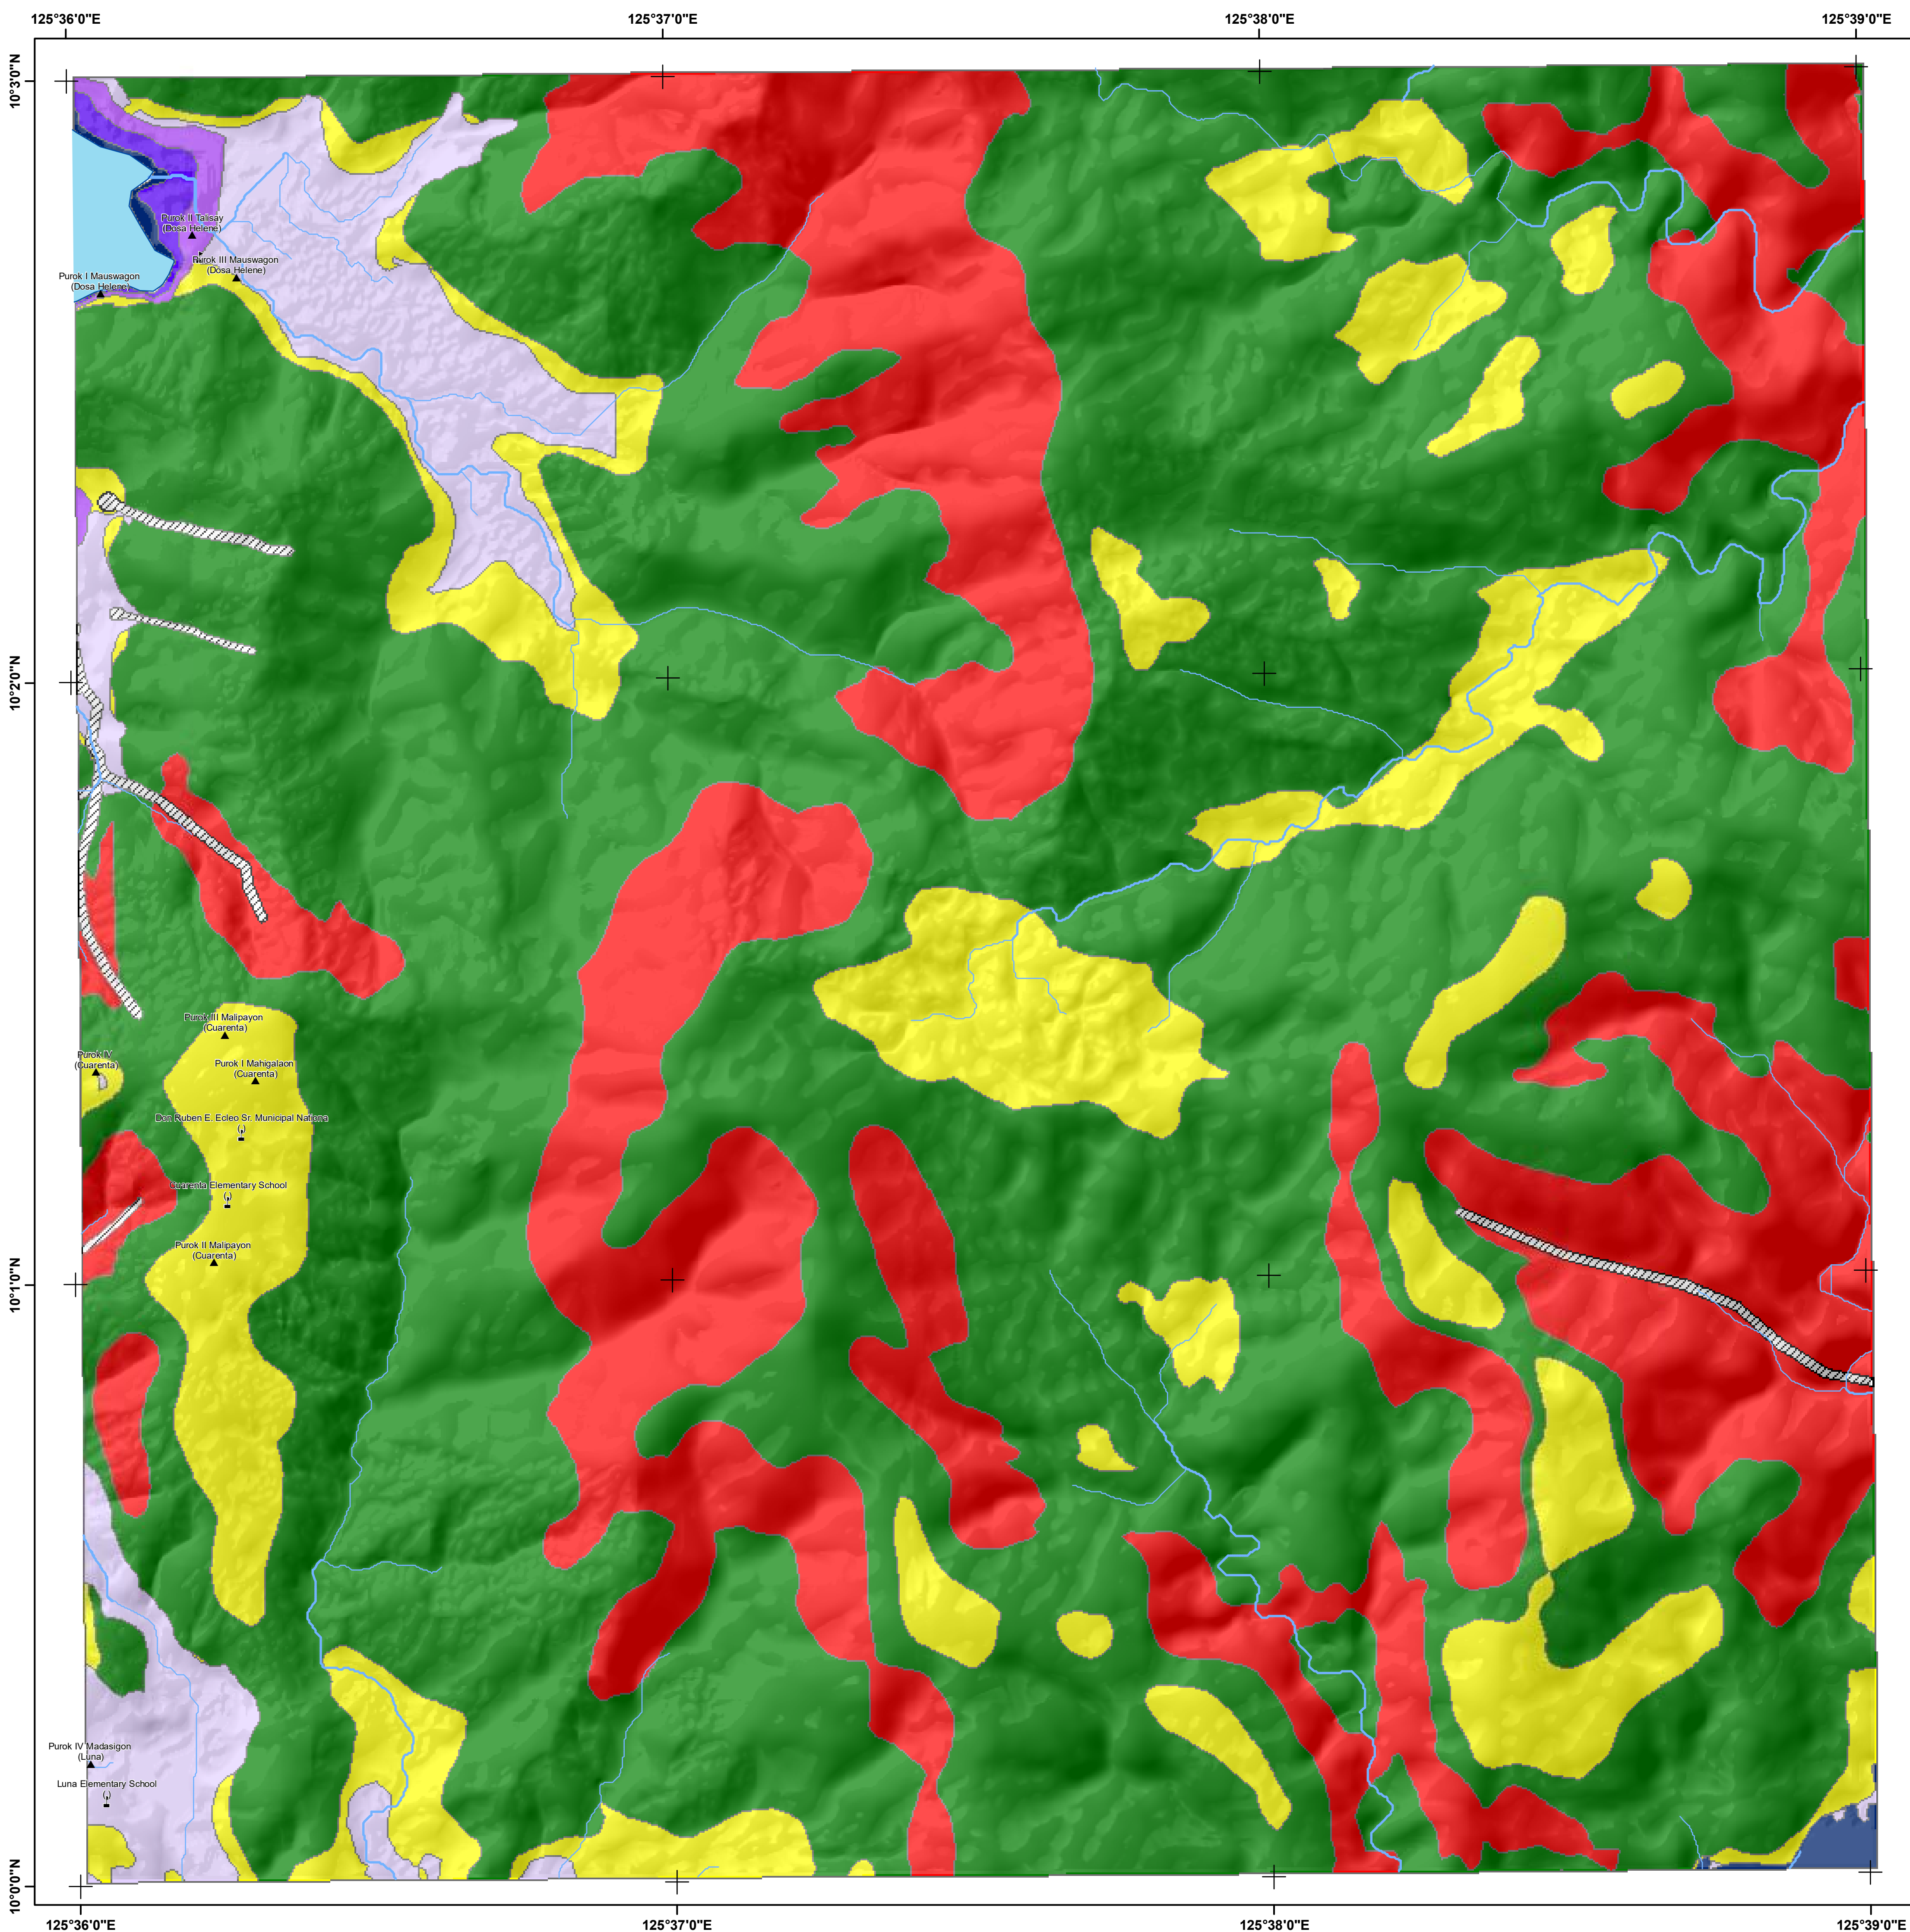 125°36'0"E
125°37'0"E
125°38'0"E
125°39'0"E
10°3'0"N
Purok II Talisay
(Dosa Helene)
Purok III Mauswagon
(Dosa Helene)
Purok I Mauswagon
(Dosa Helene)
10°2'0"N
Purok III Malipayon
(Cuarenta)
Purok IV
(Cuarenta)
Purok I Mahigalaon
(Cuarenta)
Don Ruben E. Ecleo Sr. Municipal Nationa
Cuarenta Elementary School
Purok II Malipayon
(Cuarenta)
10°1'0"N
Purok IV Madasigon
(Luna)
Luna Elementary School
10°0'0"N
125°36'0"E
125°37'0"E
125°38'0"E
125°39'0"E